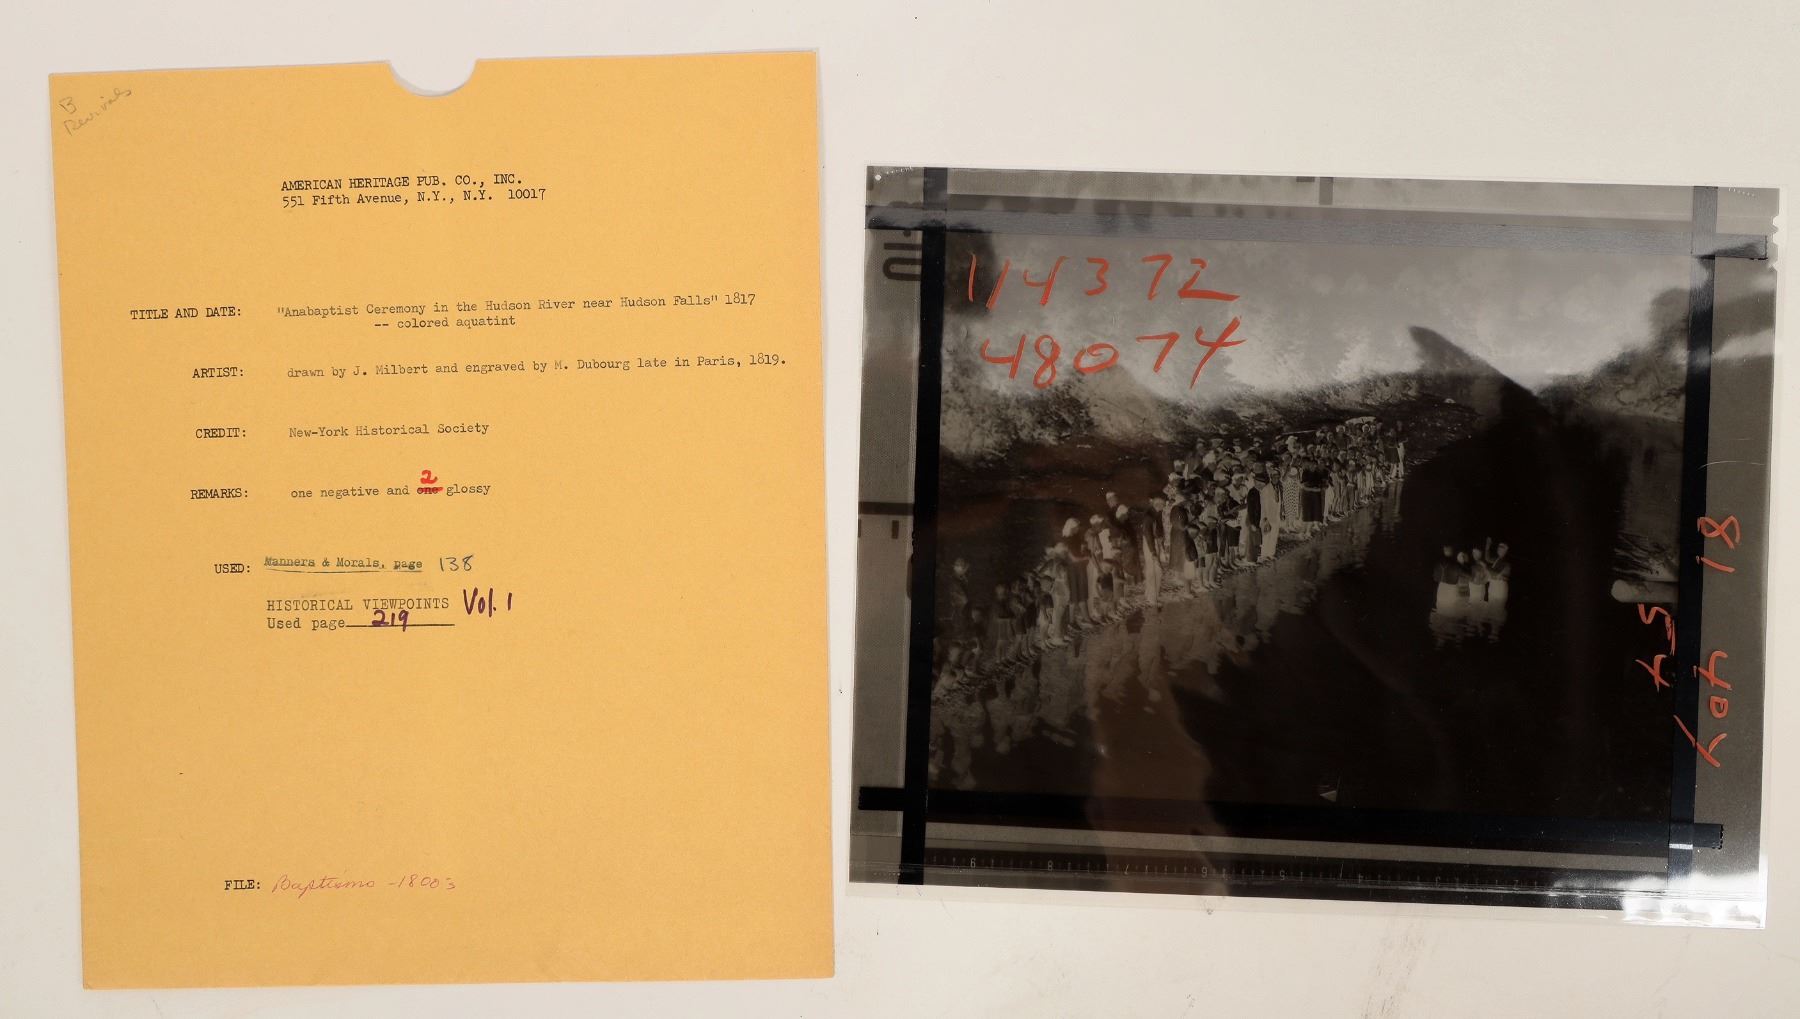 B
Revivals
AMERICAN HERITAGE PUB. CO., INC.
551 Fifth Avenue, N.Y., N.Y. 10017
TITLE AND DATE: "Anabaptist Ceremony in the Hudson River near Hudson Falls" 1817
-- colored aquatint
ARTIST: drawn by J. Milbert and engraved by M. Dubourg late in Paris, 1819.
CREDIT: New-York Historical Society
2
REMARKS: one negative and one glossy
USED: Manners & Morals, page 138
HISTORICAL VIEWPOINTS Vol. 1
Used page 219
FILE: Baptisms -1800s
114372
48074